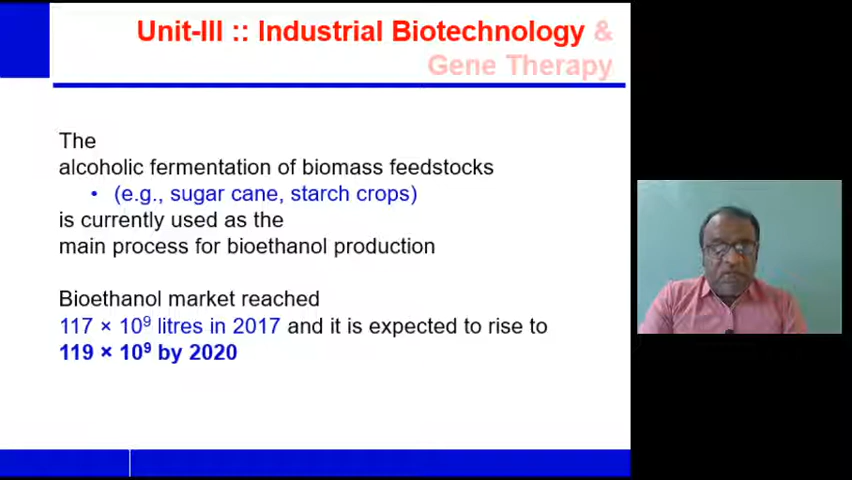 Unit-III :: Industrial Biotechnology &
Gene Therapy
The
alcoholic fermentation of biomass feedstocks
• (e.g., sugar cane, starch crops)
is currently used as the
main process for bioethanol production
Bioethanol market reached
117 × 10⁹ litres in 2017 and it is expected to rise to
119 × 10⁹ by 2020